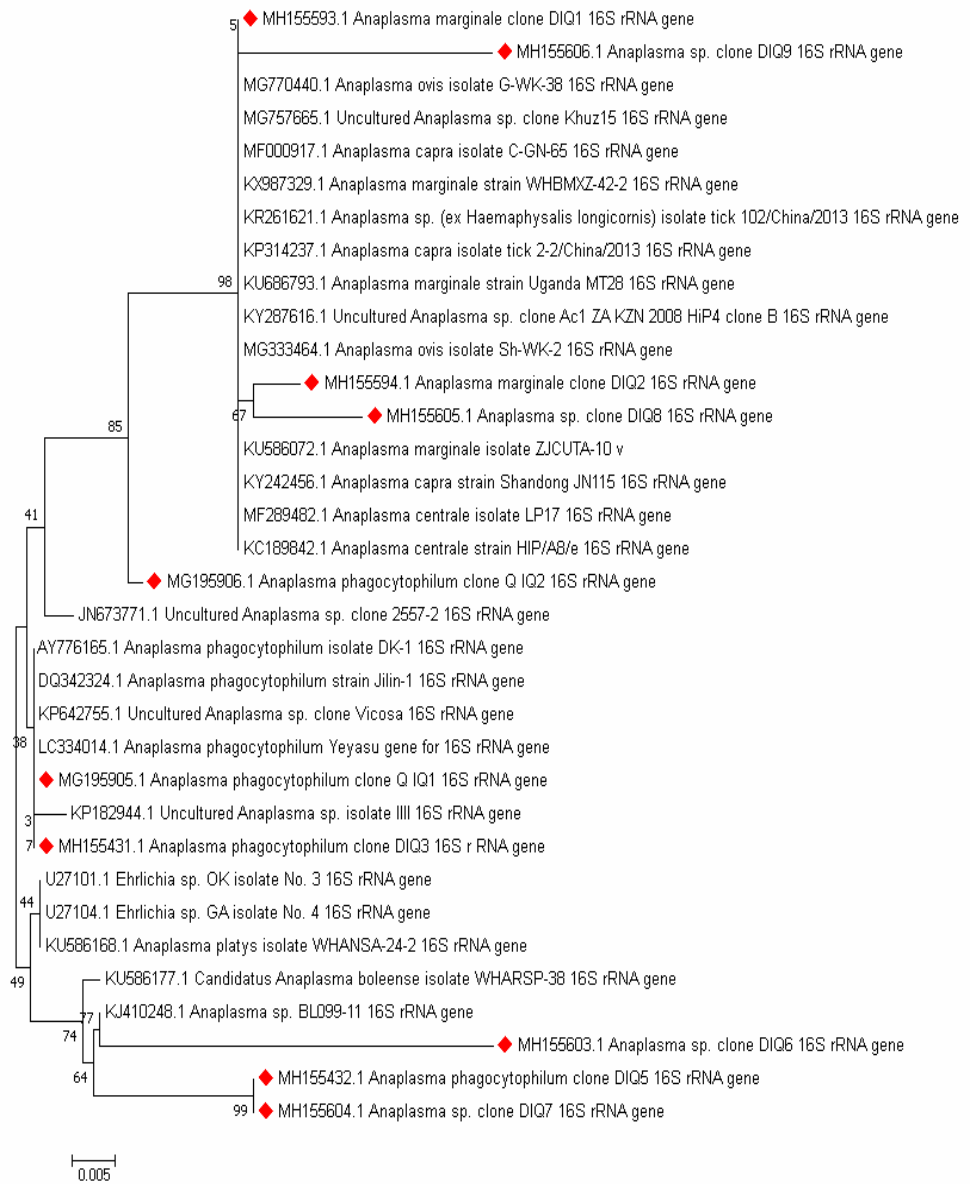 5
MH155593.1 Anaplasma marginale clone DIQ1 16S rRNA gene
MH155606.1 Anaplasma sp. clone DIQ9 16S rRNA gene
MG770440.1 Anaplasma ovis isolate G-WK-38 16S rRNA gene
MG757665.1 Uncultured Anaplasma sp. clone Khuz15 16S rRNA gene
MF000917.1 Anaplasma capra isolate C-GN-65 16S rRNA gene
KX987329.1 Anaplasma marginale strain WHBMXZ-42-2 16S rRNA gene
KR261621.1 Anaplasma sp. (ex Haemaphysalis longicornis) isolate tick 102/China/2013 16S rRNA gene
KP314237.1 Anaplasma capra isolate tick 2-2/China/2013 16S rRNA gene
98
KU686793.1 Anaplasma marginale strain Uganda MT28 16S rRNA gene
KY287616.1 Uncultured Anaplasma sp. clone Ac1 ZA KZN 2008 HiP4 clone B 16S rRNA gene
MG333464.1 Anaplasma ovis isolate Sh-WK-2 16S rRNA gene
MH155594.1 Anaplasma marginale clone DIQ2 16S rRNA gene
67
MH155605.1 Anaplasma sp. clone DIQ8 16S rRNA gene
85
KU586072.1 Anaplasma marginale isolate ZJCUTA-10 v
KY242456.1 Anaplasma capra strain Shandong JN115 16S rRNA gene
41
MF289482.1 Anaplasma centrale isolate LP17 16S rRNA gene
KC189842.1 Anaplasma centrale strain HIP/A8/e 16S rRNA gene
MG195906.1 Anaplasma phagocytophilum clone Q IQ2 16S rRNA gene
JN673771.1 Uncultured Anaplasma sp. clone 2557-2 16S rRNA gene
AY776165.1 Anaplasma phagocytophilum isolate DK-1 16S rRNA gene
DQ342324.1 Anaplasma phagocytophilum strain Jilin-1 16S rRNA gene
KP642755.1 Uncultured Anaplasma sp. clone Vicosa 16S rRNA gene
38
LC334014.1 Anaplasma phagocytophilum Yeyasu gene for 16S rRNA gene
MG195905.1 Anaplasma phagocytophilum clone Q IQ1 16S rRNA gene
KP182944.1 Uncultured Anaplasma sp. isolate IIII 16S rRNA gene
3
7
MH155431.1 Anaplasma phagocytophilum clone DIQ3 16S r RNA gene
U27101.1 Ehrlichia sp. OK isolate No. 3 16S rRNA gene
44
U27104.1 Ehrlichia sp. GA isolate No. 4 16S rRNA gene
KU586168.1 Anaplasma platys isolate WHANSA-24-2 16S rRNA gene
49
KU586177.1 Candidatus Anaplasma boleense isolate WHARSP-38 16S rRNA gene
77
KJ410248.1 Anaplasma sp. BL099-11 16S rRNA gene
74
MH155603.1 Anaplasma sp. clone DIQ6 16S rRNA gene
64
MH155432.1 Anaplasma phagocytophilum clone DIQ5 16S rRNA gene
99
MH155604.1 Anaplasma sp. clone DIQ7 16S rRNA gene
0.005